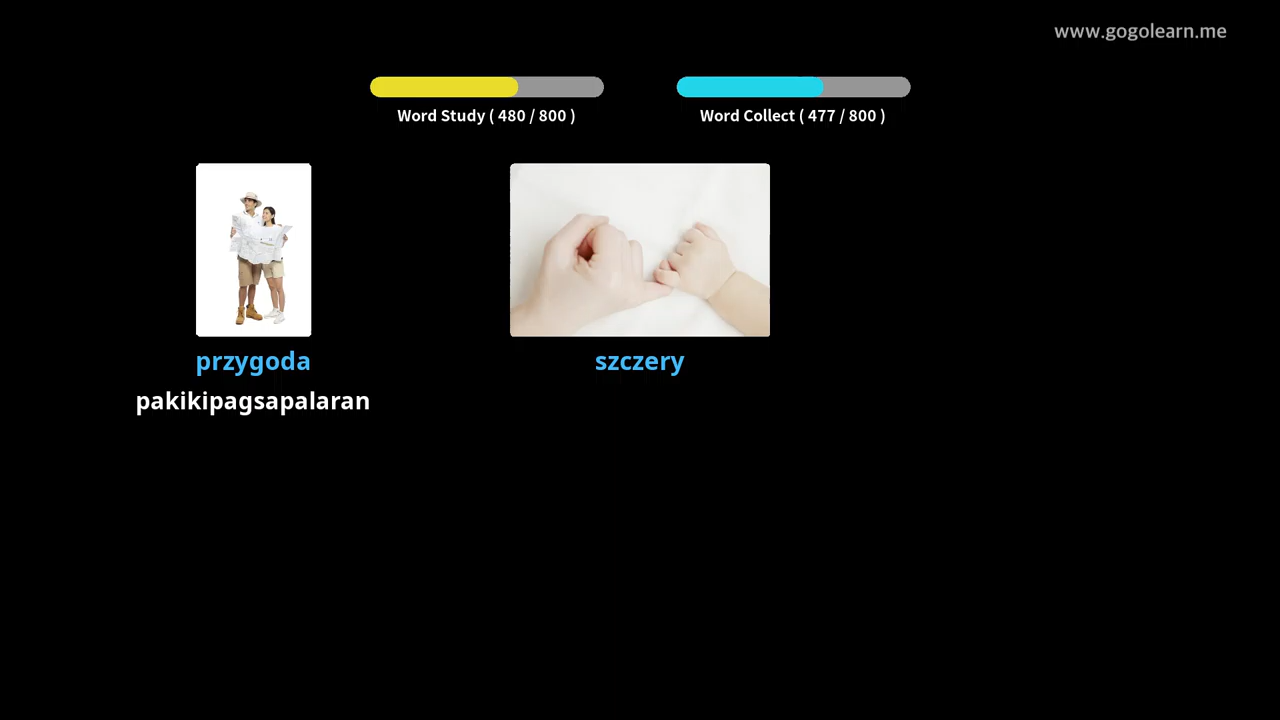 www.gogolearn.me
Word Study ( 480 / 800 )
Word Collect ( 477 / 800 )
przygoda
szczery
pakikipagsapalaran